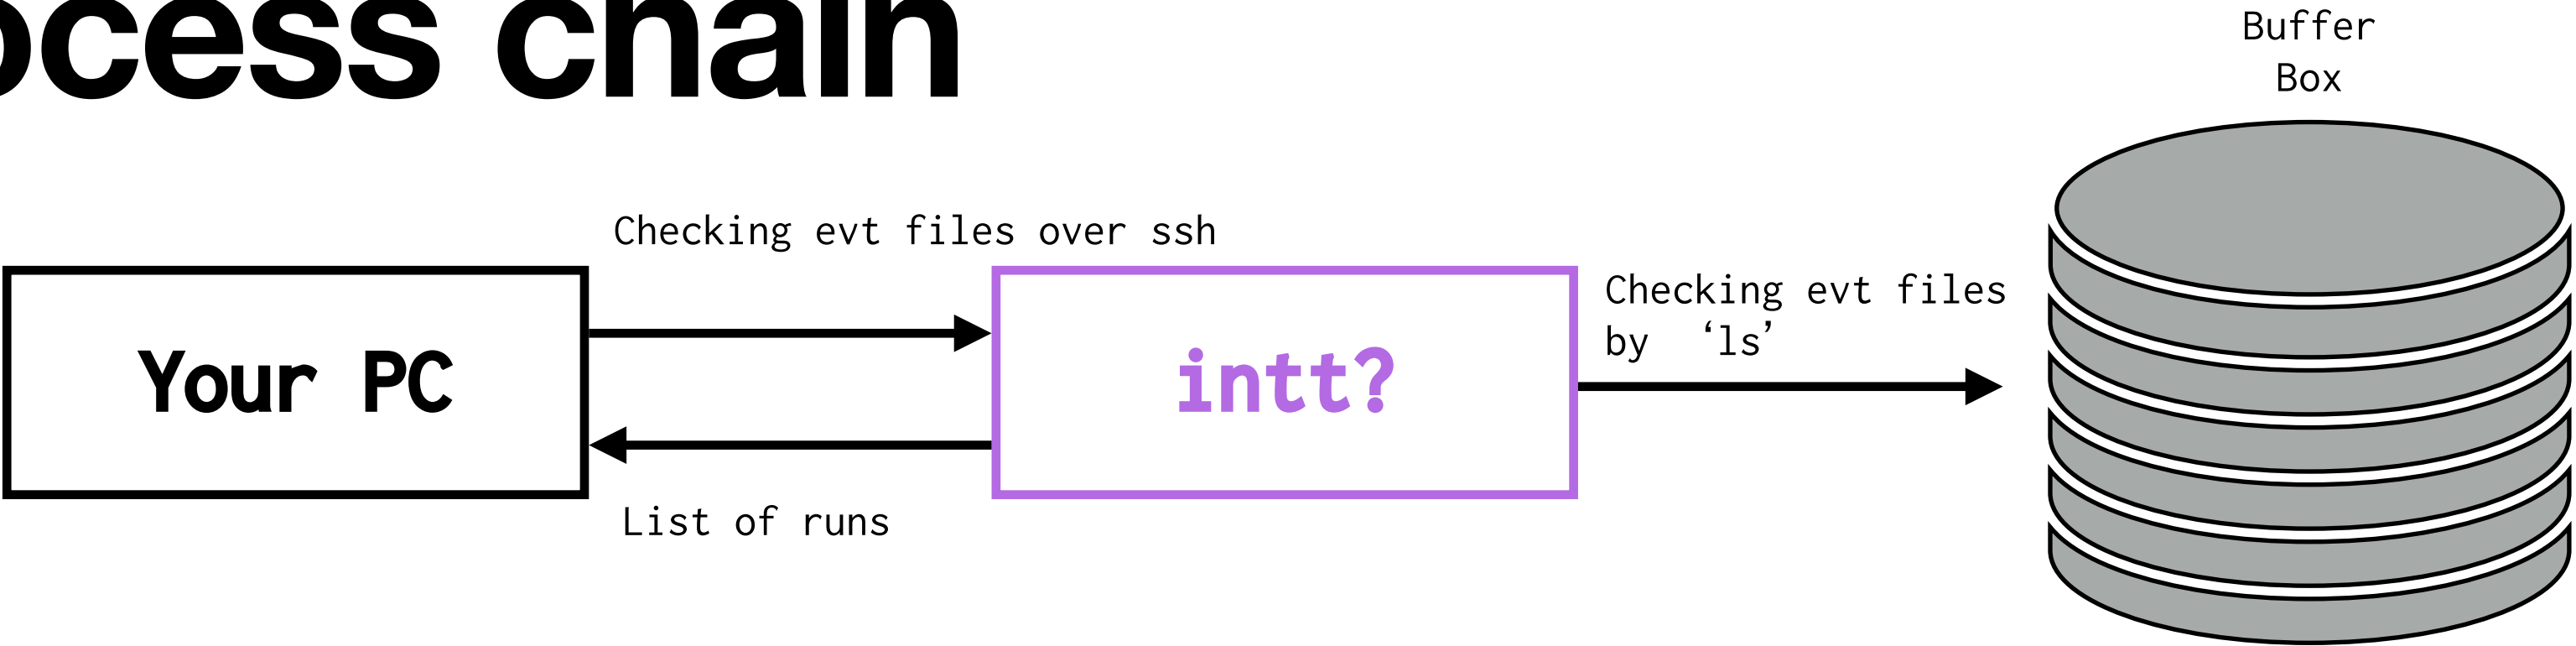 ocess chain
Buffer
Box
Checking evt files over ssh
Checking evt files
by ‘ls’
Your PC
intt?
List of runs